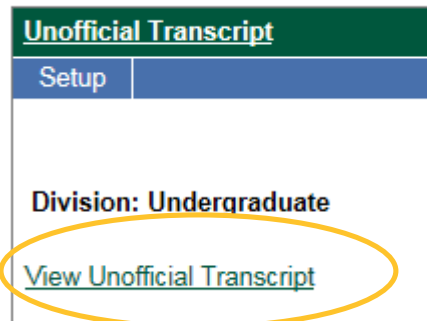 Unofficial Transcript
Setup
Division: Undergraduate
View Unofficial Transcript